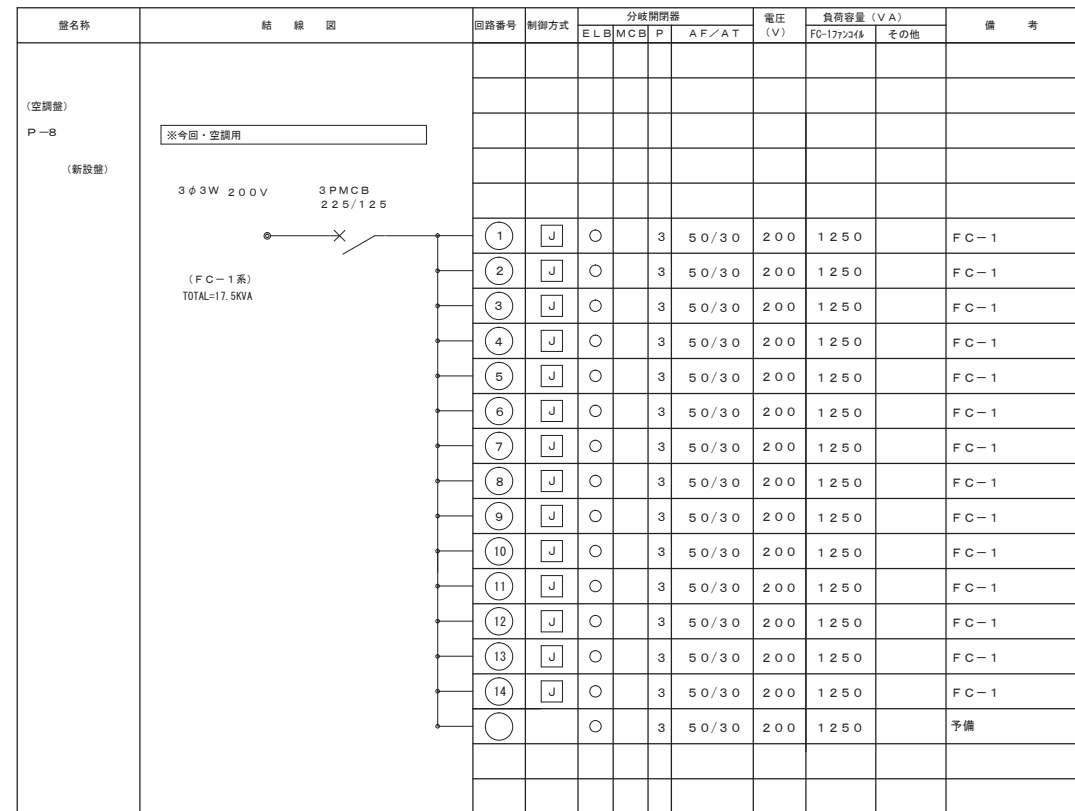 盤名称 結線図 回路番号 制御方式 分岐開閉器 電圧 負荷容量(VA) 備考
ELB MCB P AF/AT (V) FC-1ファンコイル その他
(空調盤)
P-8 ※今回・空調用
(新設盤)
3φ3W 200V 3PMCB
225/125
1 J ○ 3 50/30 200 1250 FC-1
2 J ○ 3 50/30 200 1250 FC-1
(FC-1系)
TOTAL=17.5KVA
3 J ○ 3 50/30 200 1250 FC-1
4 J ○ 3 50/30 200 1250 FC-1
5 J ○ 3 50/30 200 1250 FC-1
6 J ○ 3 50/30 200 1250 FC-1
7 J ○ 3 50/30 200 1250 FC-1
8 J ○ 3 50/30 200 1250 FC-1
9 J ○ 3 50/30 200 1250 FC-1
10 J ○ 3 50/30 200 1250 FC-1
11 J ○ 3 50/30 200 1250 FC-1
12 J ○ 3 50/30 200 1250 FC-1
13 J ○ 3 50/30 200 1250 FC-1
14 J ○ 3 50/30 200 1250 FC-1
○ 3 50/30 200 1250 予備